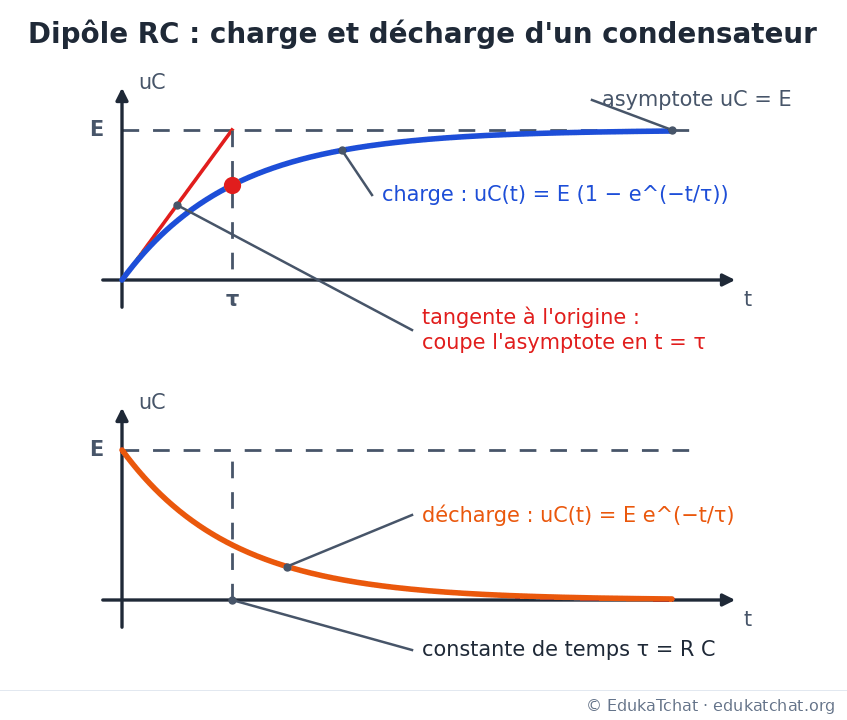 Dipôle RC : charge et décharge d'un condensateur
uC
asymptote uC = E
E
charge : uC(t) = E (1 − e^(−t/τ))
τ
t
tangente à l'origine :
coupe l'asymptote en t = τ
uC
E
décharge : uC(t) = E e^(−t/τ)
t
constante de temps τ = R C
© EdukaTchat · edukatchat.org